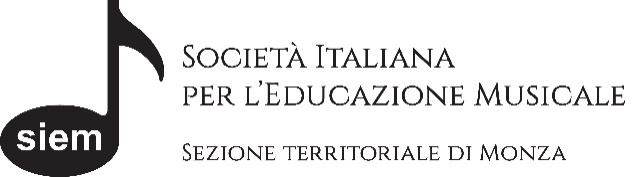 siem
Società Italiana
per l'Educazione Musicale
Sezione territoriale di Monza